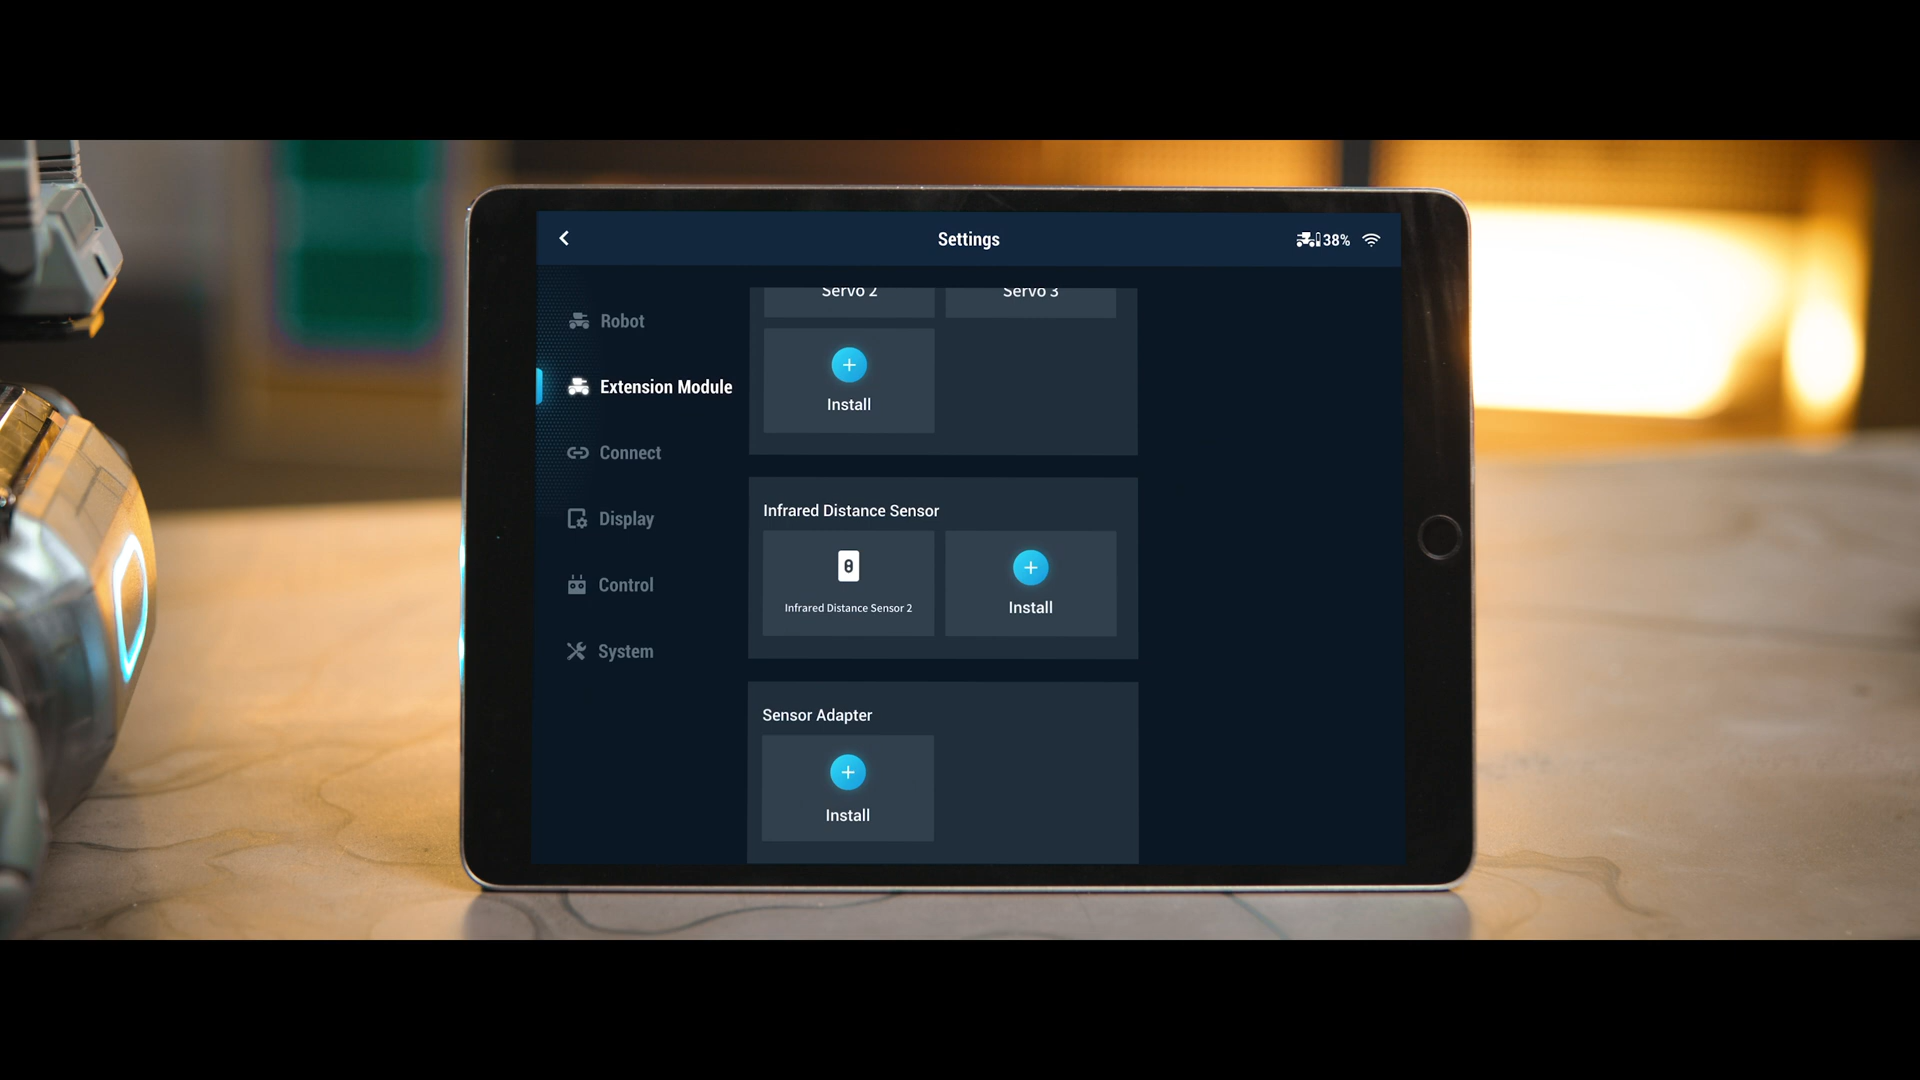 Settings
38%
Robot
Extension Module
Connect
Display
Control
System
Servo 2
Servo 3
Install
Infrared Distance Sensor
Infrared Distance Sensor 2
Install
Sensor Adapter
Install